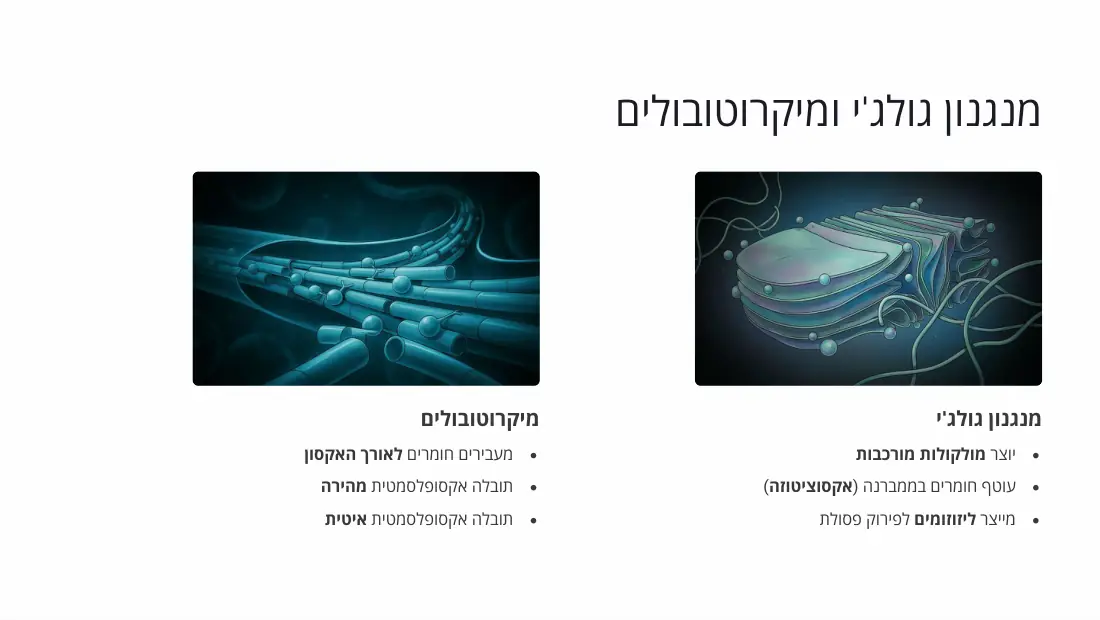 מנגנון גולג'י ומיקרוטובולים
מנגנון גולג'י
• יוצר מולקולות מורכבות
• עוטף חומרים בממברנה (אקסוציטוזה)
• מייצר ליזוזומים לפירוק פסולת
מיקרוטובולים
• מעבירים חומרים לאורך האקסון
• תובלה אקסופלסמטית מהירה
• תובלה אקסופלסמטית איטית